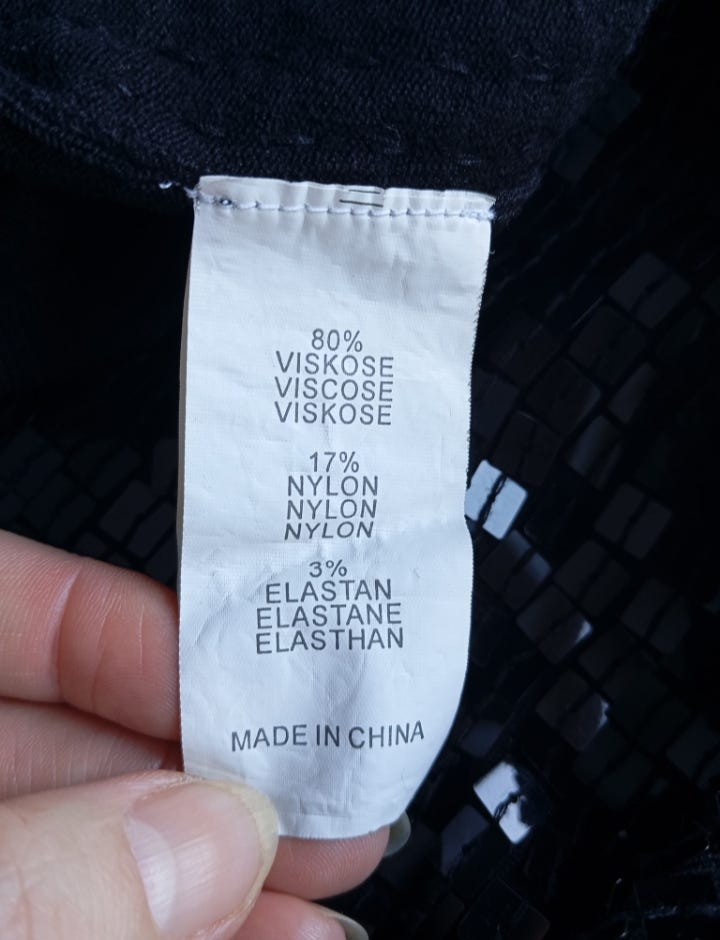 80%
VISKOSE
VISCOSE
VISKOSE
17%
NYLON
NYLON
NYLON
3%
ELASTAN
ELASTANE
ELASTHAN
MADE IN CHINA